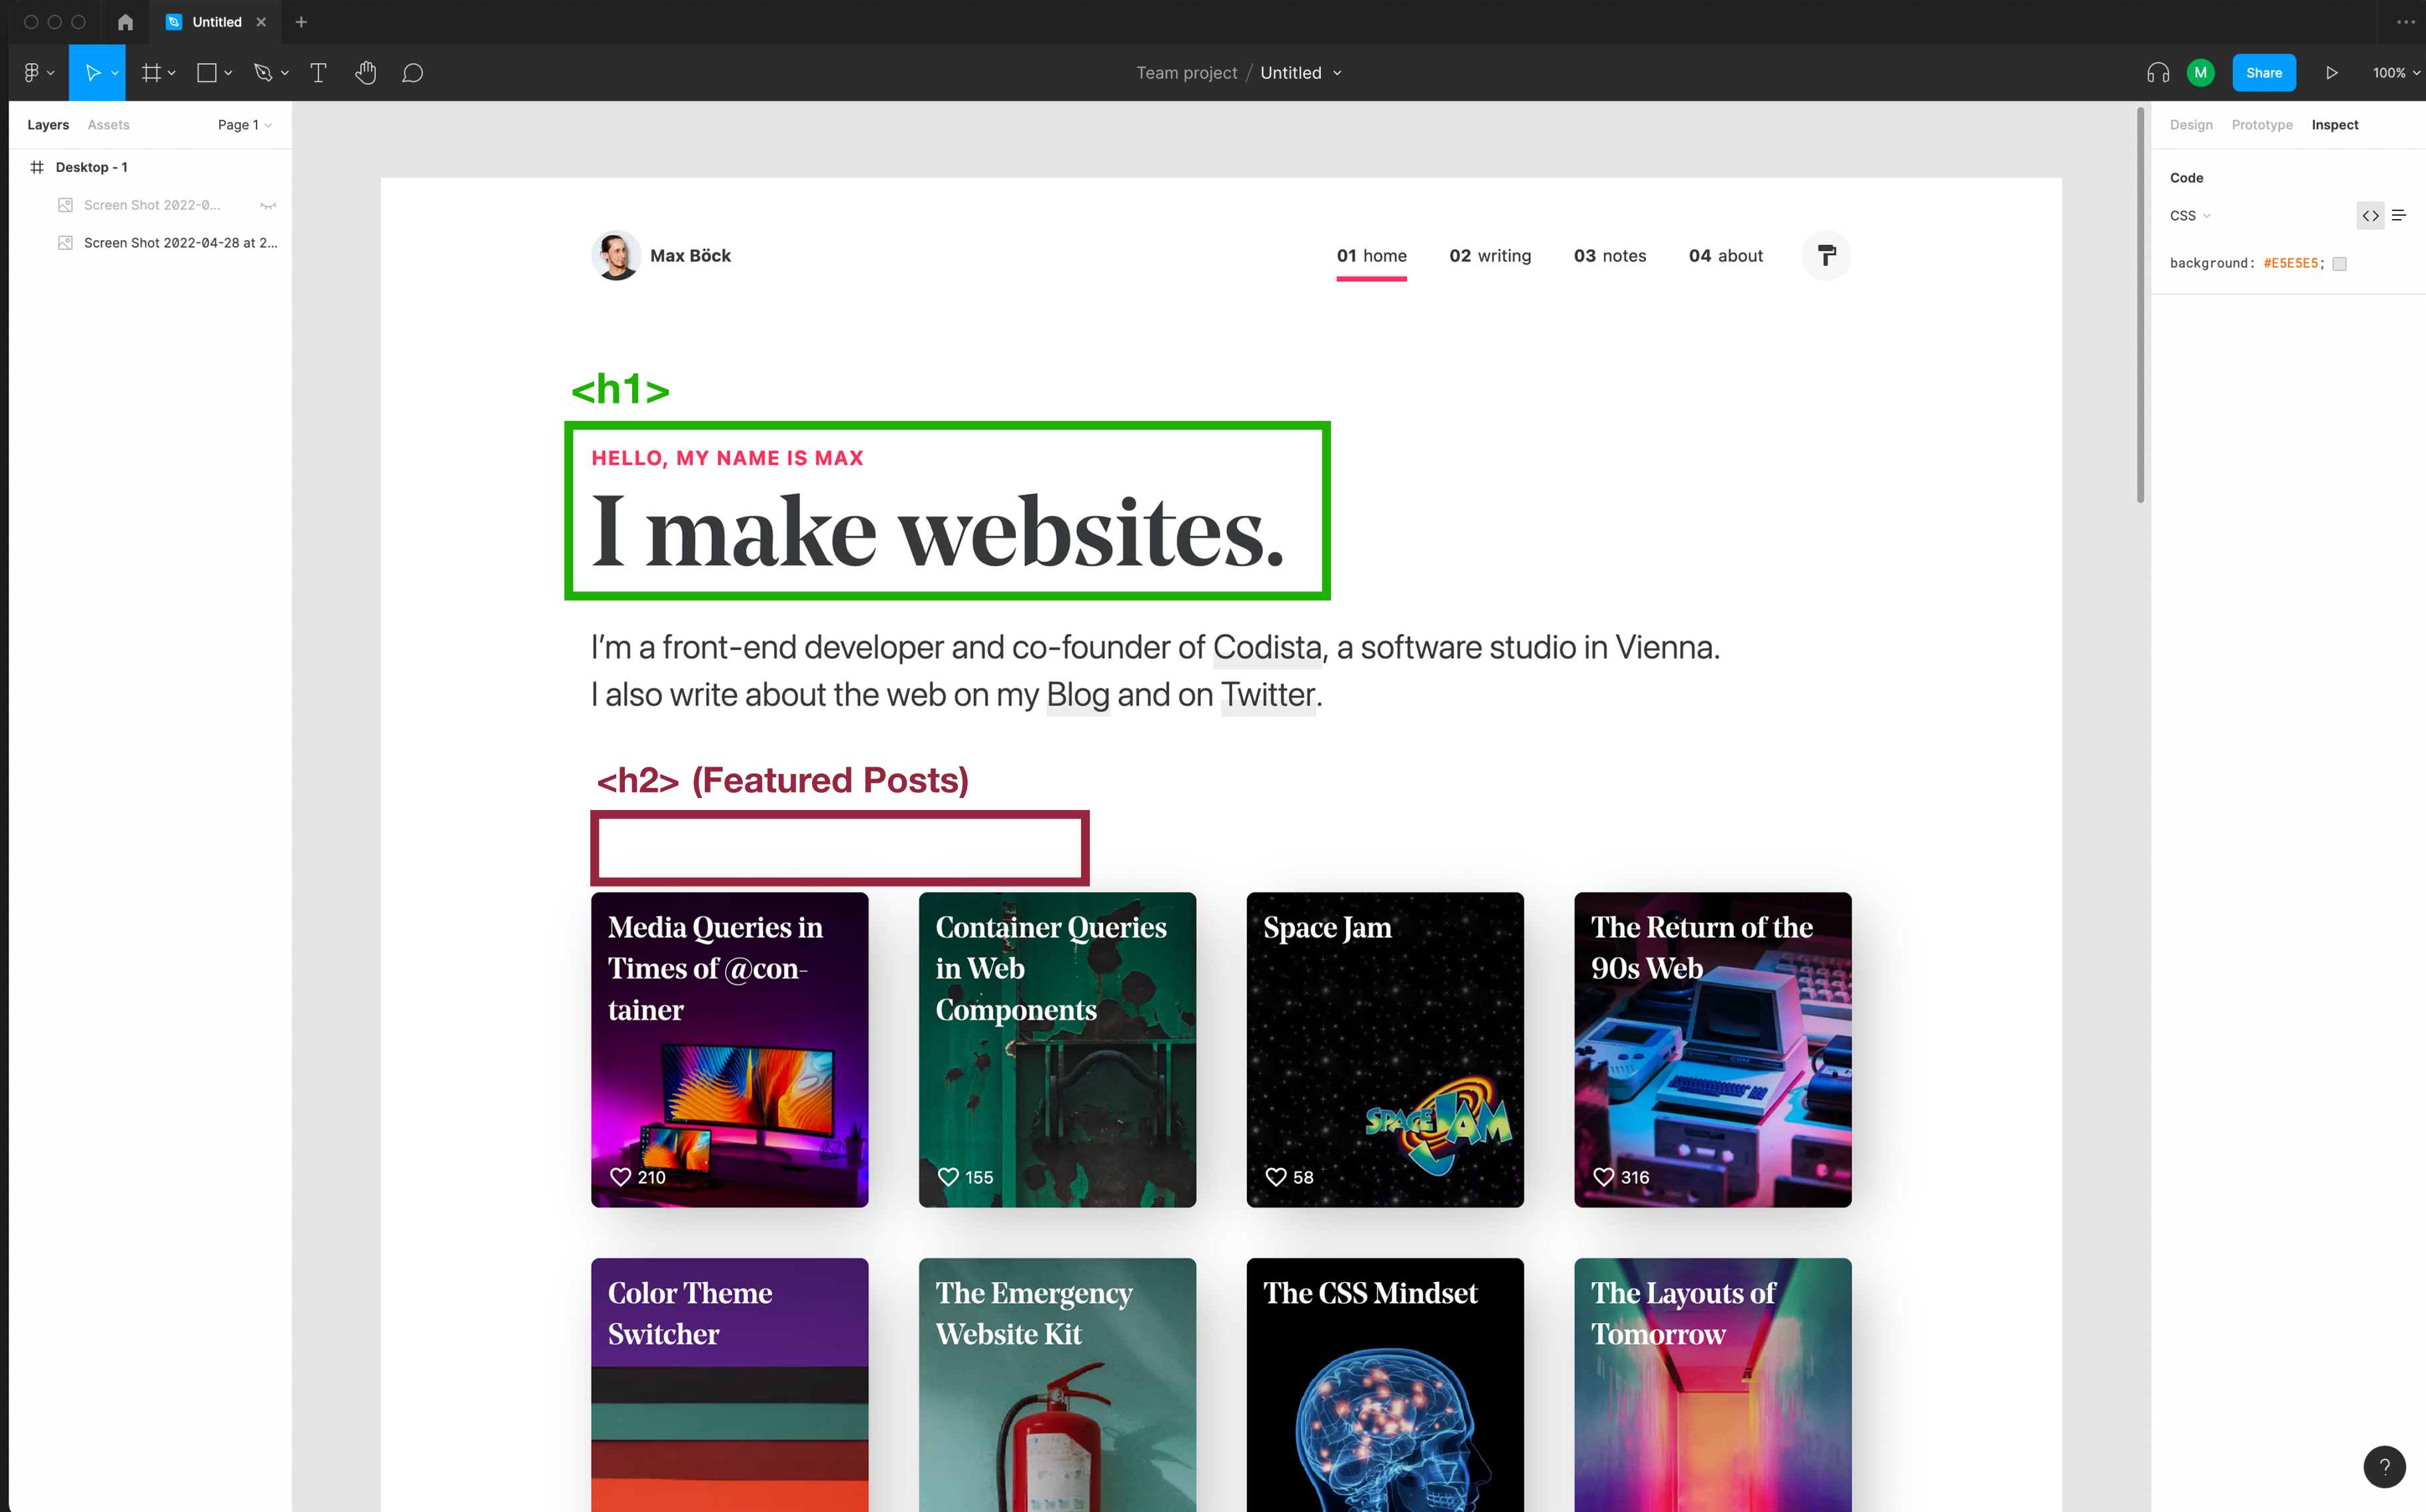 Untitled
Team project / Untitled
M
Share
100%
Layers
Assets
Page 1
Desktop - 1
Screen Shot 2022-0...
Screen Shot 2022-04-28 at 2...
Design
Prototype
Inspect
Code
CSS
background: #E5E5E5;
Max Böck
01 home
02 writing
03 notes
04 about
<h1>
HELLO, MY NAME IS MAX
I make websites.
I’m a front-end developer and co-founder of Codista, a software studio in Vienna.
I also write about the web on my Blog and on Twitter.
<h2> (Featured Posts)
Media Queries in
Times of @con-
tainer
210
Container Queries
in Web
Components
155
Space Jam
SPACE JAM
58
The Return of the
90s Web
316
Color Theme
Switcher
The Emergency
Website Kit
The CSS Mindset
The Layouts of
Tomorrow
?